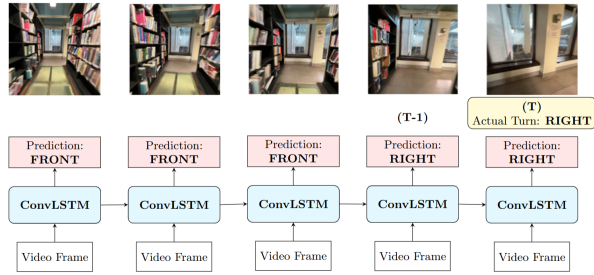 (T-1)
(T)
Actual Turn: RIGHT
Prediction:
FRONT
Prediction:
FRONT
Prediction:
FRONT
Prediction:
RIGHT
Prediction:
RIGHT
ConvLSTM
ConvLSTM
ConvLSTM
ConvLSTM
ConvLSTM
Video Frame
Video Frame
Video Frame
Video Frame
Video Frame